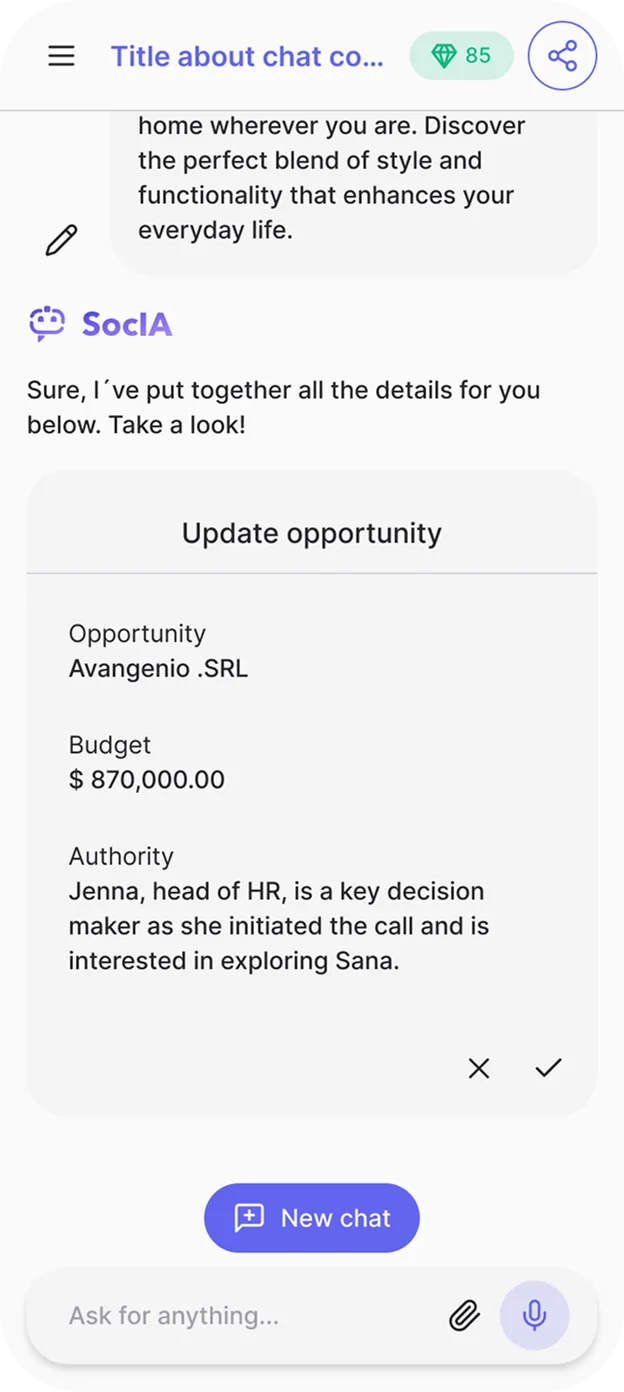 Title about chat co...
85
home wherever you are. Discover
the perfect blend of style and
functionality that enhances your
everyday life.
SocIA
Sure, I´ve put together all the details for you
below. Take a look!
Update opportunity
Opportunity
Avangenio .SRL
Budget
$ 870,000.00
Authority
Jenna, head of HR, is a key decision
maker as she initiated the call and is
interested in exploring Sana.
New chat
Ask for anything...